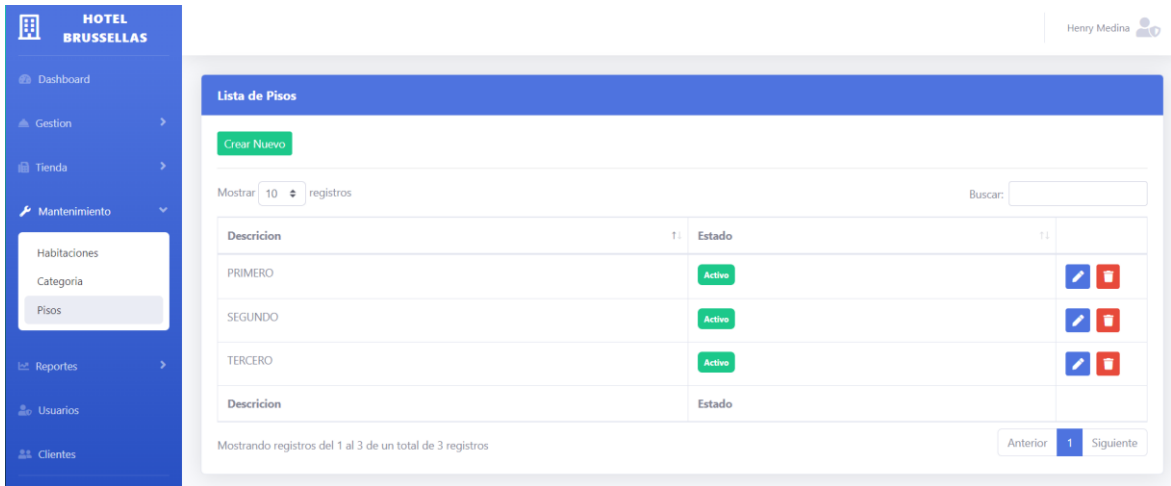 HOTEL
BRUSSELLAS
Henry Medina
Dashboard
Gestion
Tienda
Mantenimiento
Habitaciones
Categoria
Pisos
Reportes
Usuarios
Clientes
Lista de Pisos
Crear Nuevo
Mostrar 10 registros
Buscar:
Descricion Estado
PRIMERO Activo
SEGUNDO Activo
TERCERO Activo
Descricion Estado
Mostrando registros del 1 al 3 de un total de 3 registros
Anterior 1 Siguiente